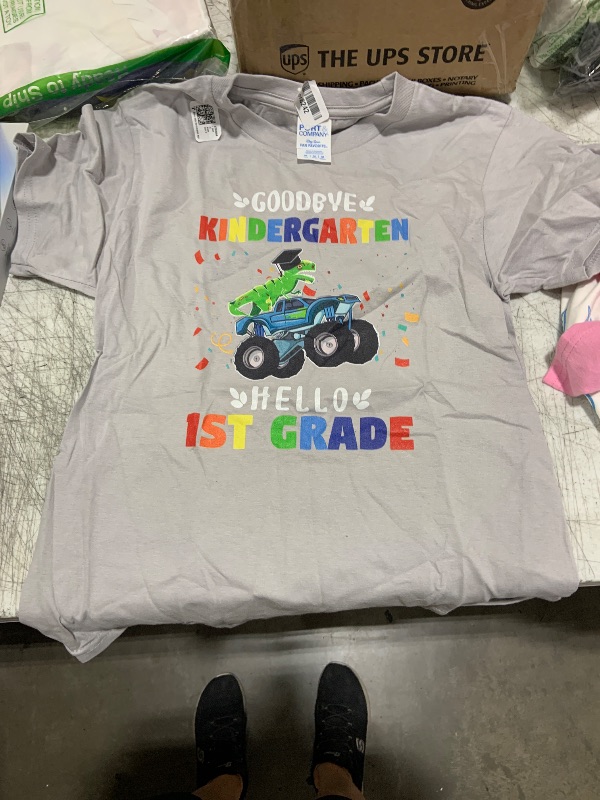 ups THE UPS STORE
GOODBYE
KINDERGARTEN
HELLO
1ST GRADE
PORT &
COMPANY